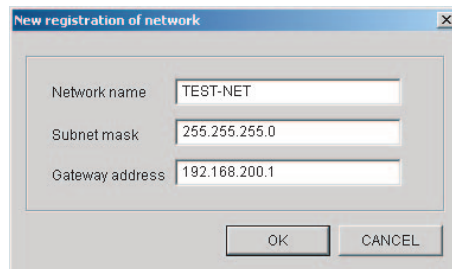 New registration of network
Network name TEST-NET
Subnet mask 255.255.255.0
Gateway address 192.168.200.1
OK CANCEL